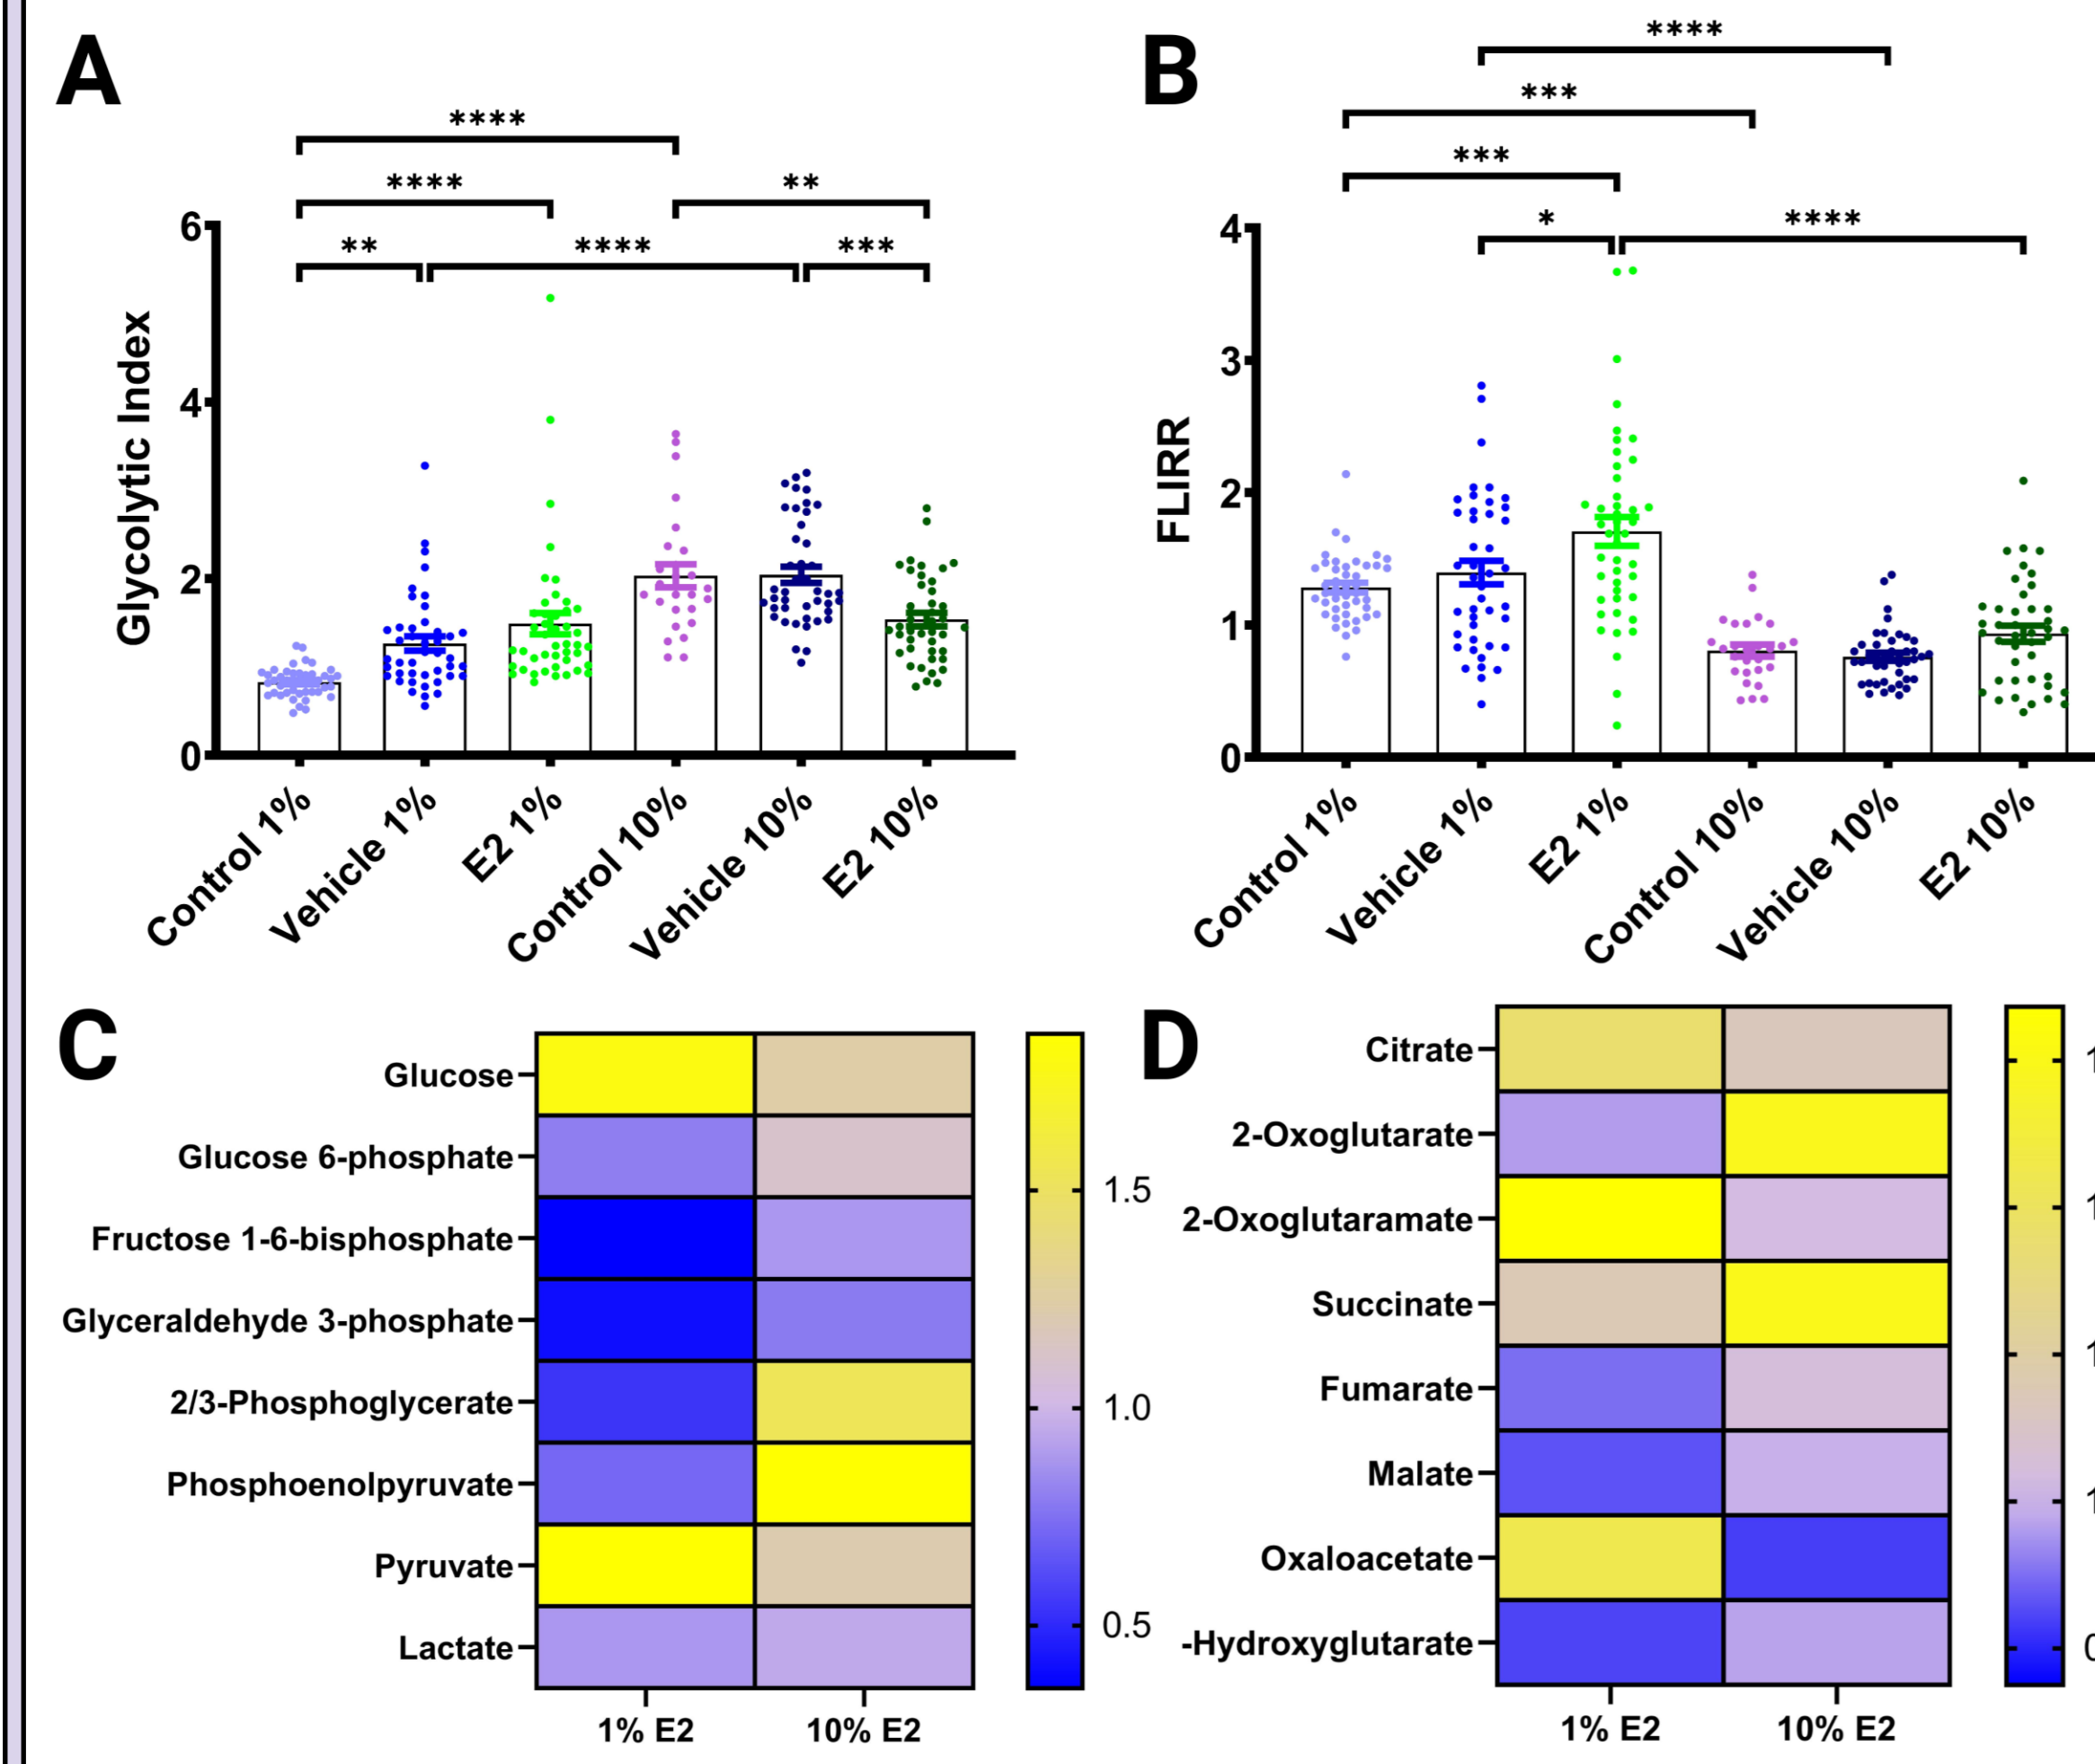 A
B
****
***
****
***
****
**
*
****
**
****
***
Glycolytic Index
6
4
2
0
Control 1%
Vehicle 1%
E2 1%
Control 10%
Vehicle 10%
E2 10%
FLIRR
4
3
2
1
0
Control 1%
Vehicle 1%
E2 1%
Control 10%
Vehicle 10%
E2 10%
C
Glucose
Glucose 6-phosphate
Fructose 1-6-bisphosphate
Glyceraldehyde 3-phosphate
2/3-Phosphoglycerate
Phosphoenolpyruvate
Pyruvate
Lactate
1% E2
10% E2
1.5
1.0
0.5
D
Citrate
2-Oxoglutarate
2-Oxoglutaramate
Succinate
Fumarate
Malate
Oxaloacetate
-Hydroxyglutarate
1% E2
10% E2